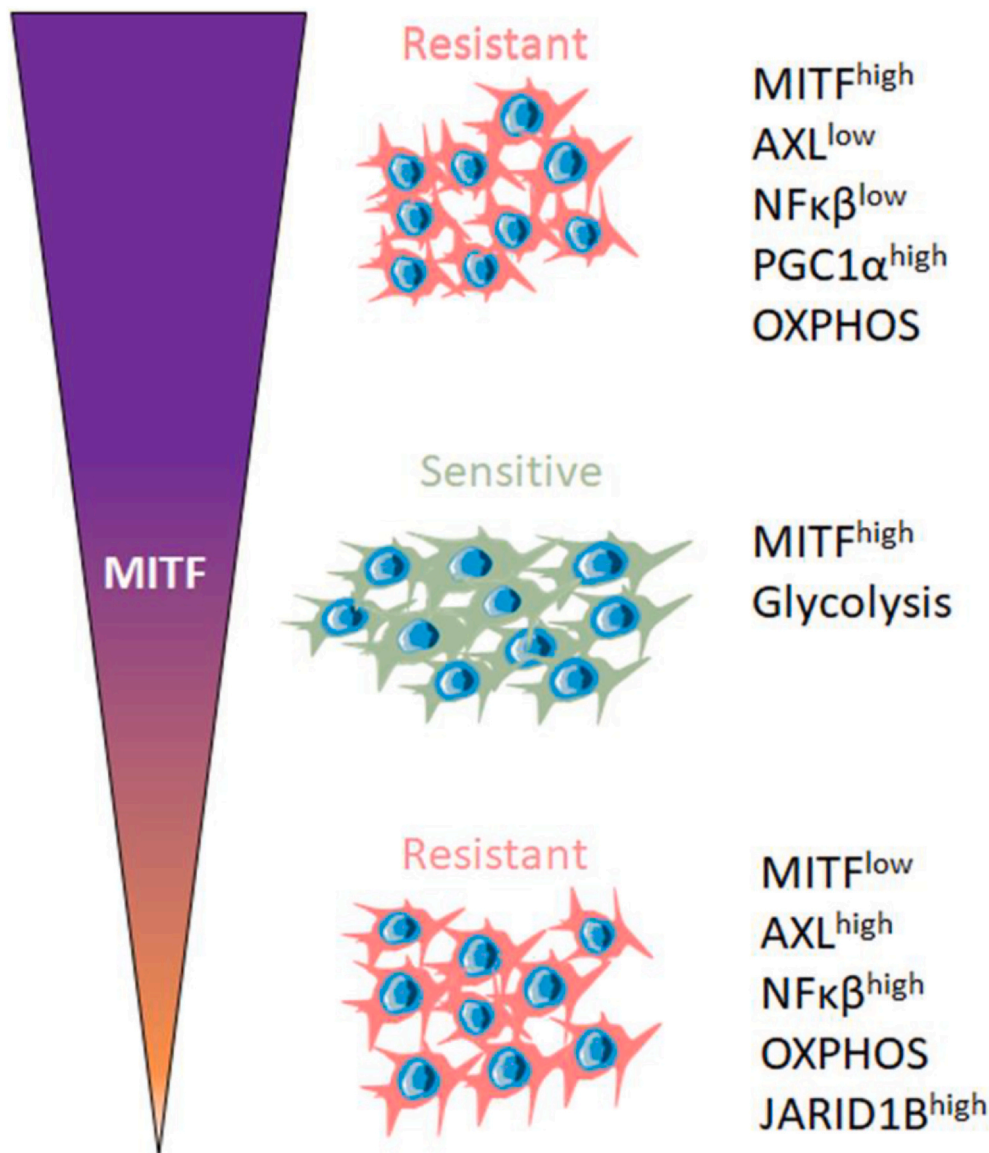 Resistant
MITFhigh
AXLlow
NFκβlow
PGC1αhigh
OXPHOS
Sensitive
MITF
MITFhigh
Glycolysis
Resistant
MITFlow
AXLhigh
NFκβhigh
OXPHOS
JARID1Bhigh